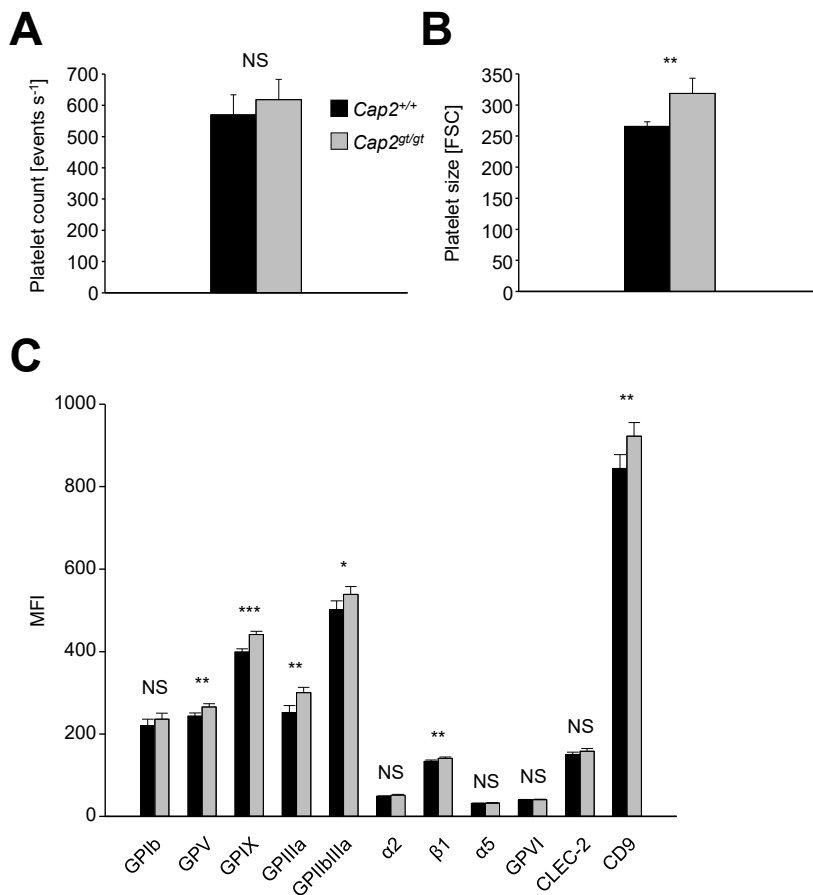 A
NS
700
600
500
400
300
200
100
0
Platelet count [events s⁻¹]
Cap2+/+
Cap2gt/gt
B
**
350
300
250
200
150
100
50
0
Platelet size [FSC]
C
1000
800
600
400
200
0
MFI
NS
**
***
**
*
NS
**
NS
NS
NS
**
GPIb
GPV
GPIX
GPIIIa
GPIIbIIIa
α2
β1
α5
GPVI
CLEC-2
CD9